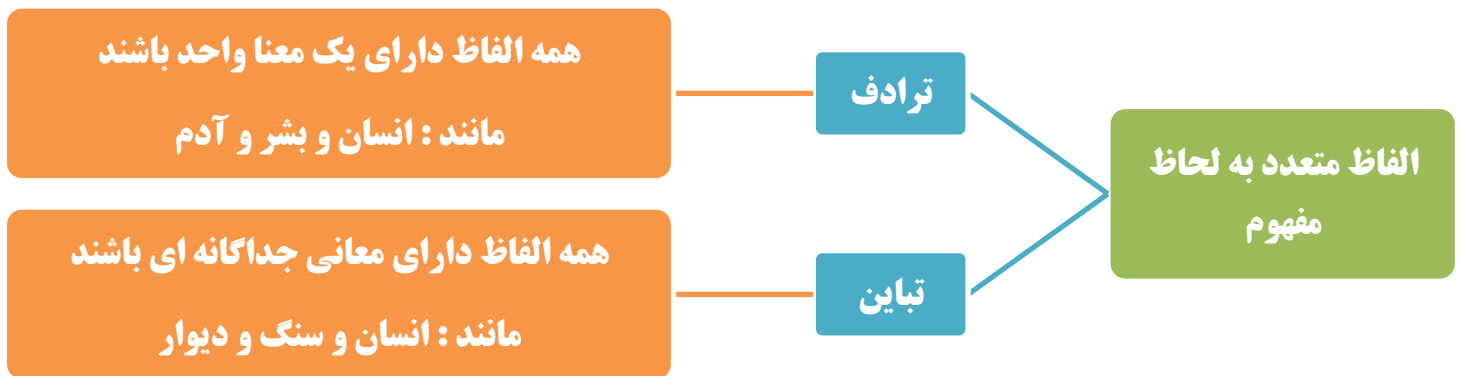 الفاظ متعدد به لحاظ
مفهوم
ترادف
همه الفاظ دارای یک معنا واحد باشند
مانند : انسان و بشر و آدم
تباین
همه الفاظ دارای معانی جداگانه ای باشند
مانند : انسان و سنگ و دیوار